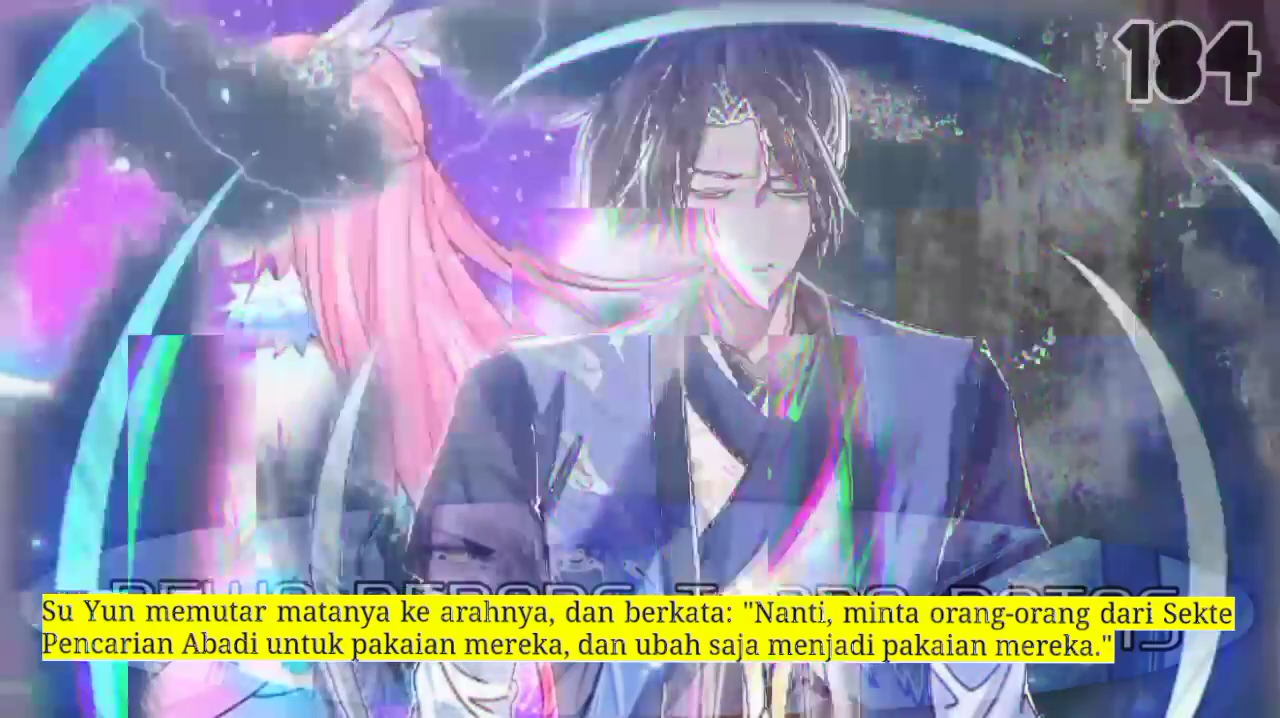 184
Su Yun memutar matanya ke arahnya, dan berkata: "Nanti, minta orang-orang dari Sekte
Pencarian Abadi untuk pakaian mereka, dan ubah saja menjadi pakaian mereka."